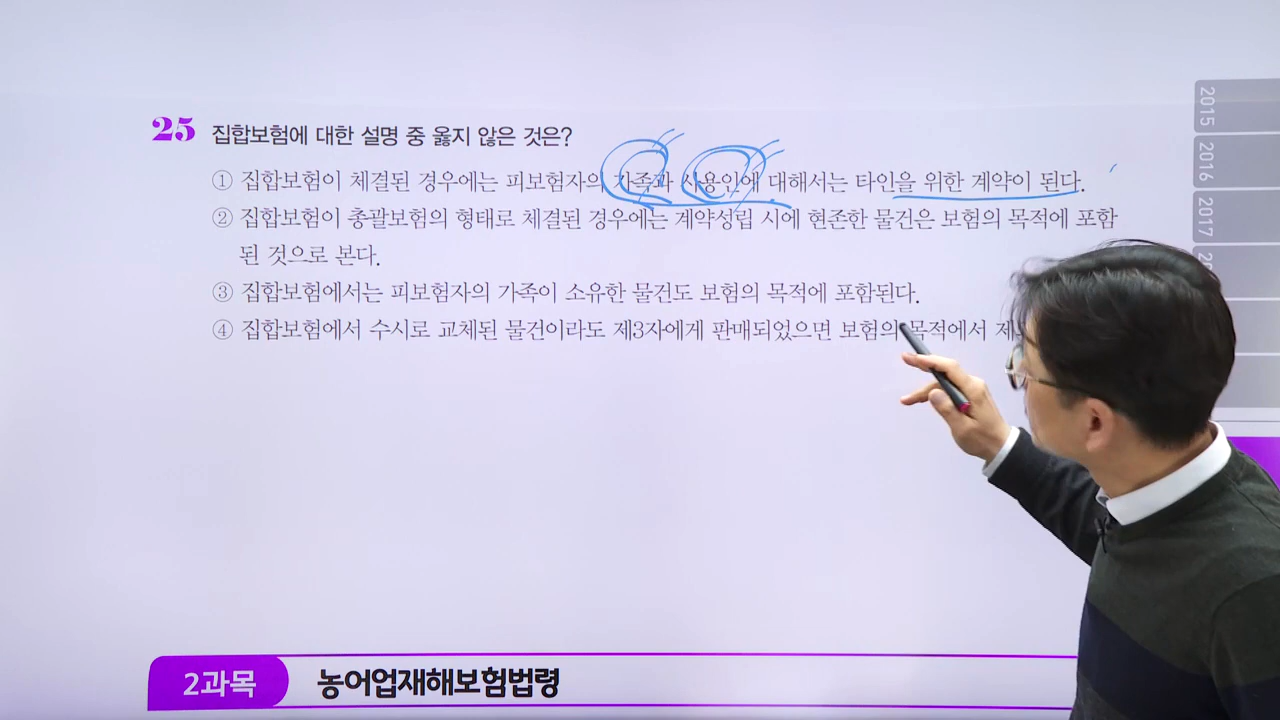 25 집합보험에 대한 설명 중 옳지 않은 것은?
① 집합보험이 체결된 경우에는 피보험자의 가족과 사용인에 대해서는 타인을 위한 계약이 된다.
② 집합보험이 총괄보험의 형태로 체결된 경우에는 계약성립 시에 현존한 물건은 보험의 목적에 포함
된 것으로 본다.
③ 집합보험에서는 피보험자의 가족이 소유한 물건도 보험의 목적에 포함된다.
④ 집합보험에서 수시로 교체된 물건이라도 제3자에게 판매되었으면 보험의 목적에서
2015
2016
2017
2과목 농어업재해보험법령